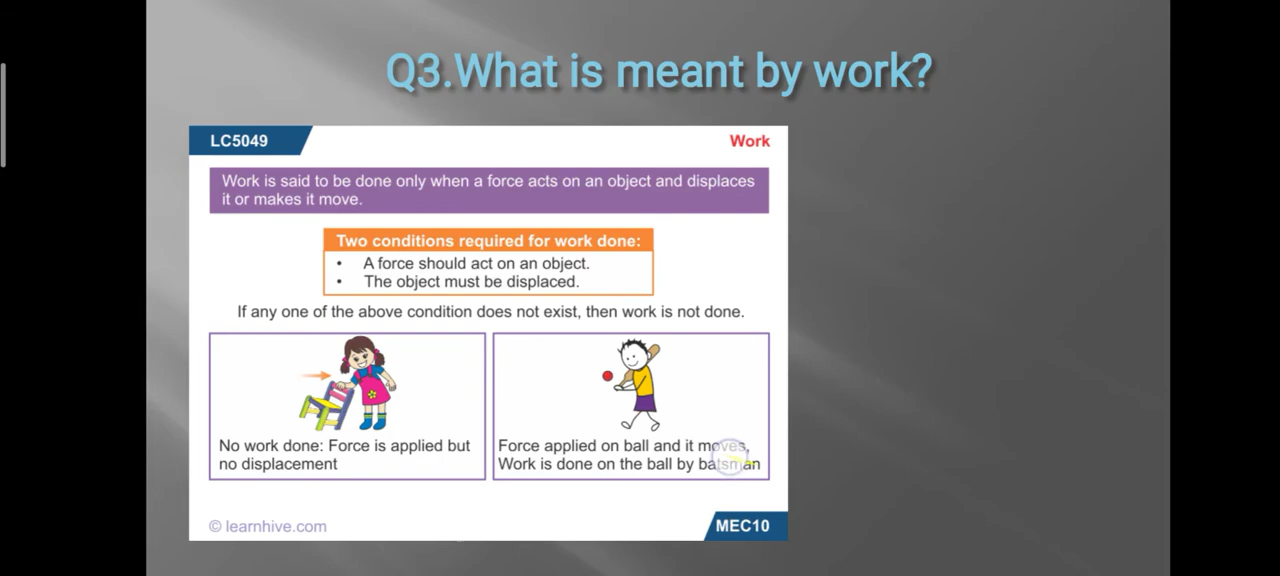 Q3.What is meant by work?
LC5049
Work
Work is said to be done only when a force acts on an object and displaces
it or makes it move.
Two conditions required for work done:
• A force should act on an object.
• The object must be displaced.
If any one of the above condition does not exist, then work is not done.
No work done: Force is applied but
no displacement
Force applied on ball and it moves,
Work is done on the ball by batsman
© learnhive.com
MEC10